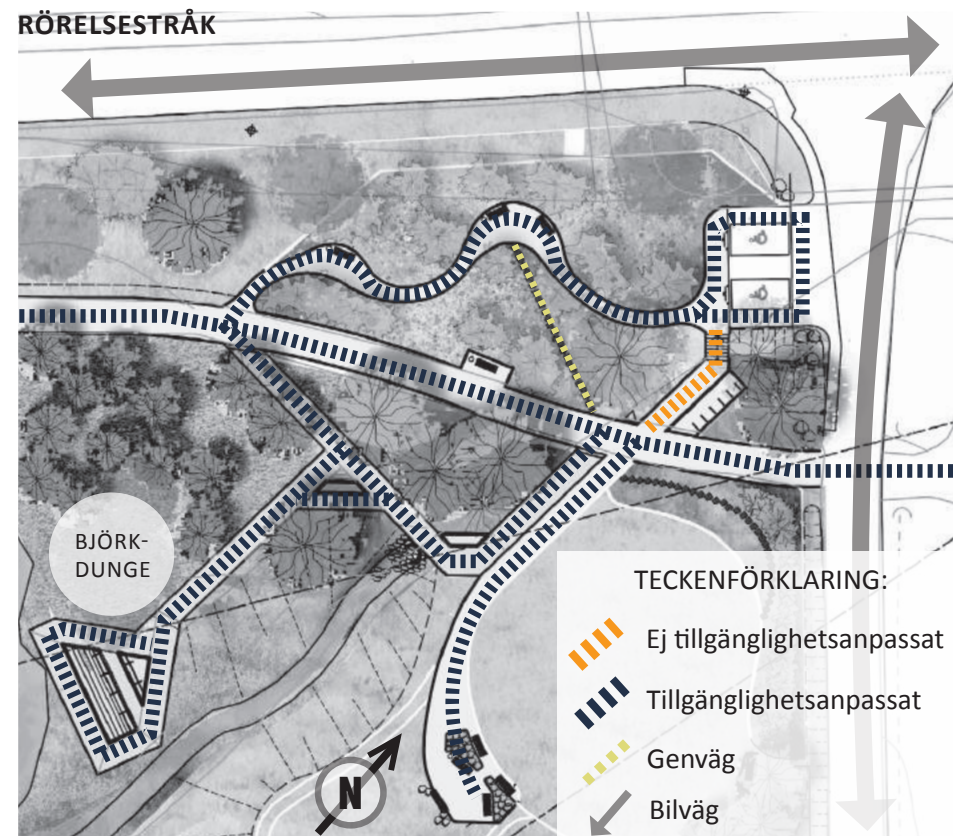 RÖRELSESTRÅK
BJÖRK-
DUNGE
N
TECKENFÖRKLARING:
Ej tillgänglighetsanpassat
Tillgänglighetsanpassat
Genväg
Bilväg